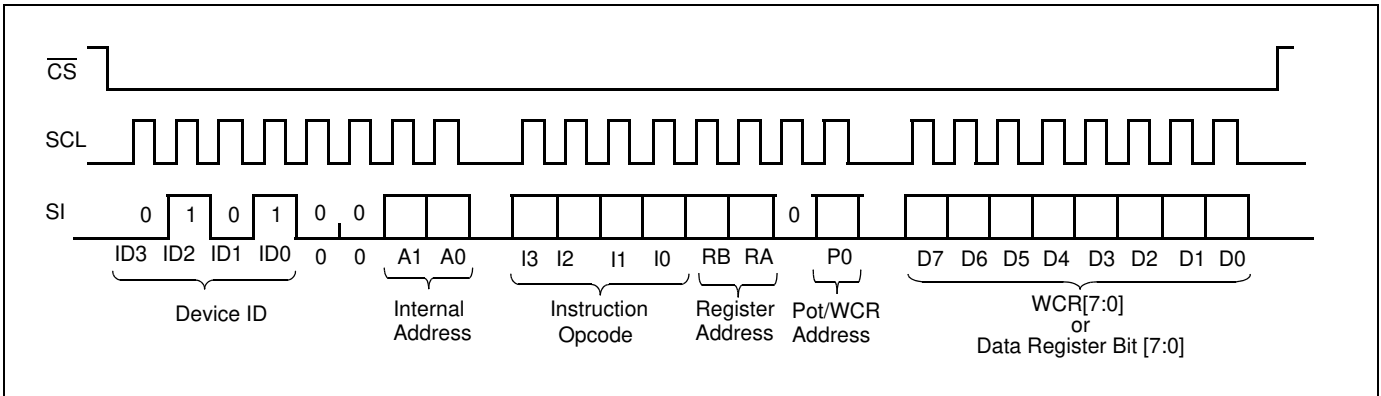 CS
SCL
SI
0 1 0 1 0 0 0
ID3 ID2 ID1 ID0 0 0 A1 A0 I3 I2 I1 I0 RB RA P0 D7 D6 D5 D4 D3 D2 D1 D0
Device ID
Internal
Address
Instruction
Opcode
Register
Address
Pot/WCR
Address
WCR[7:0]
or
Data Register Bit [7:0]